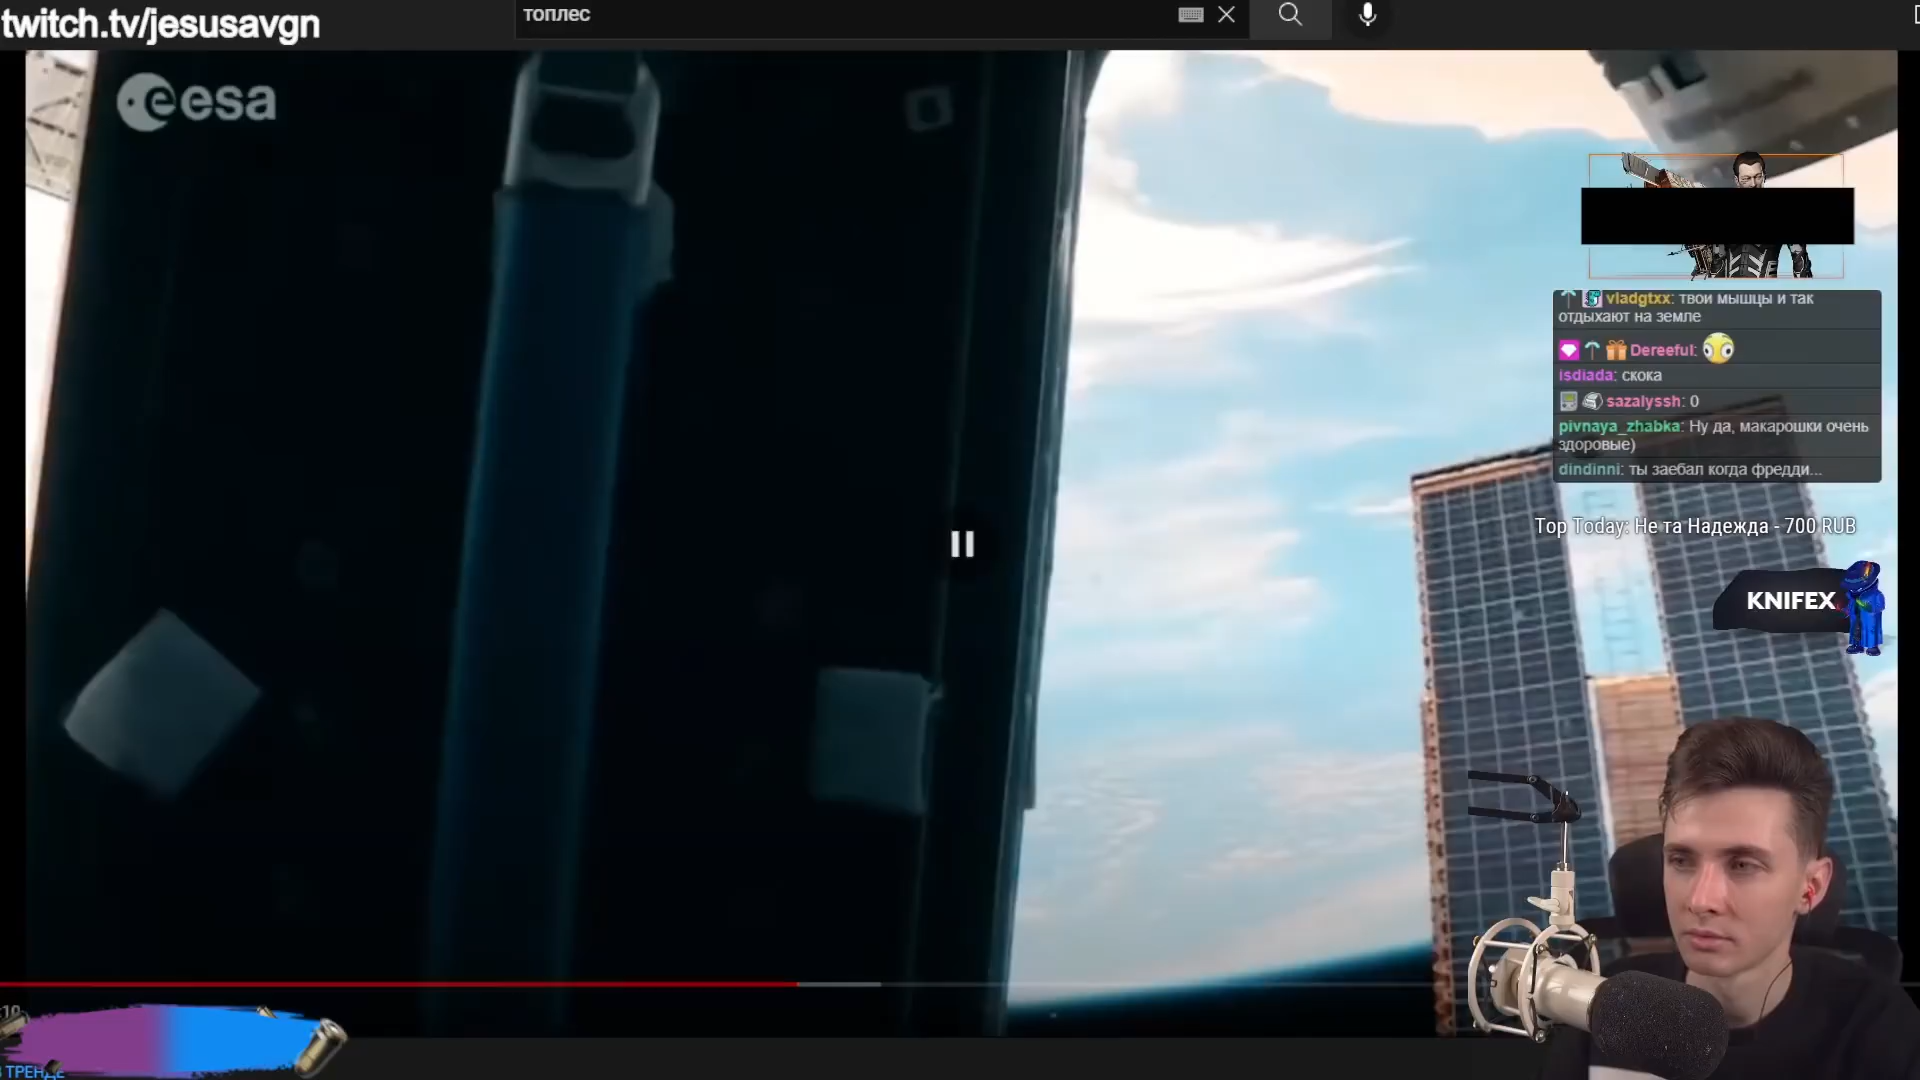 twitch.tv/jesusavgn
топлес
esa
vladgtxx: твои мышцы и так
отдыхают на земле
Dereeful:
isdiada: скока
sazalyssh: 0
pivnaya_zhabka: Ну да, макарошки очень
здоровые)
dindinni: ты заебал когда фредди...
Top Today: Не та Надежда - 700 RUB
KNIFEX
В ТРЕНДЕ